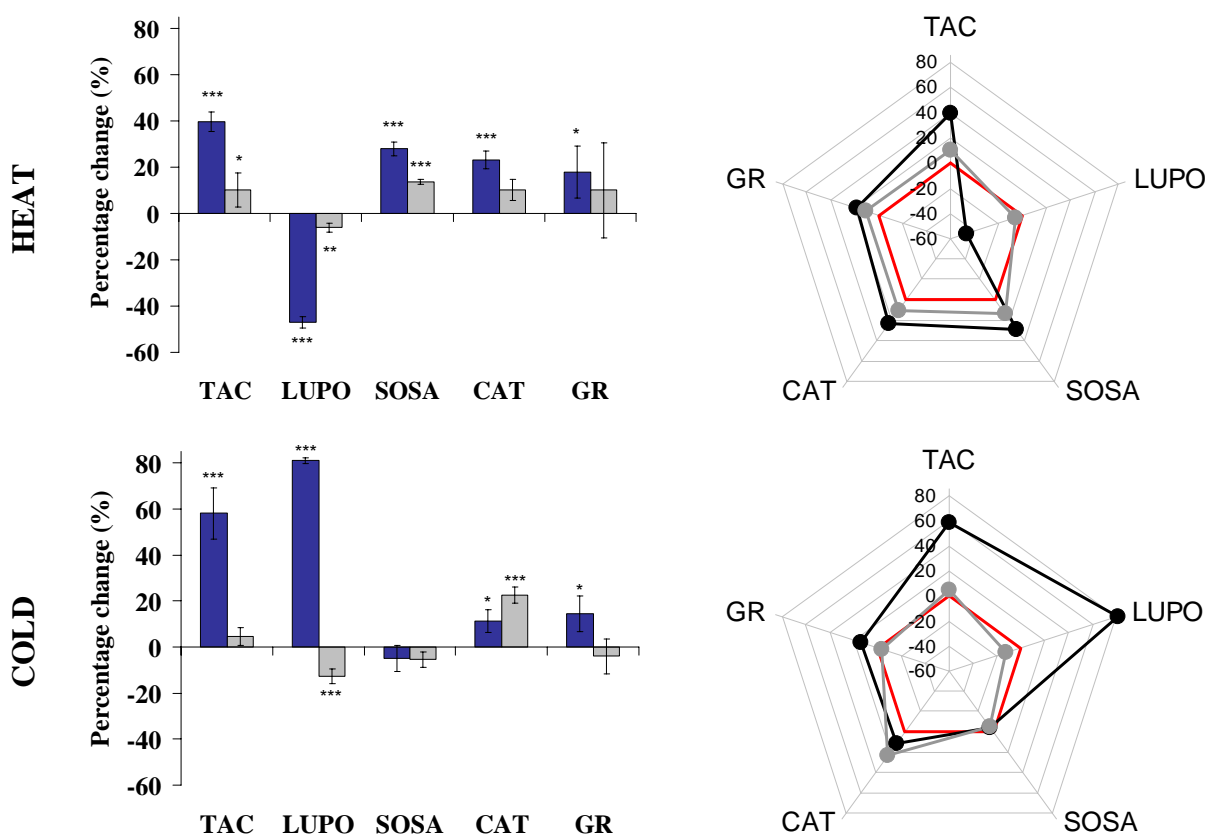 HEAT
Percentage change (%)
80
60
40
20
0
-20
-40
-60
***
*
***
**
***
***
***
*
TAC LUPO SOSA CAT GR
TAC
LUPO
SOSA
CAT
GR
80
60
40
20
0
-20
-40
-60
COLD
Percentage change (%)
80
60
40
20
0
-20
-40
-60
***
***
***
*
***
*
TAC LUPO SOSA CAT GR
TAC
LUPO
SOSA
CAT
GR
80
60
40
20
0
-20
-40
-60